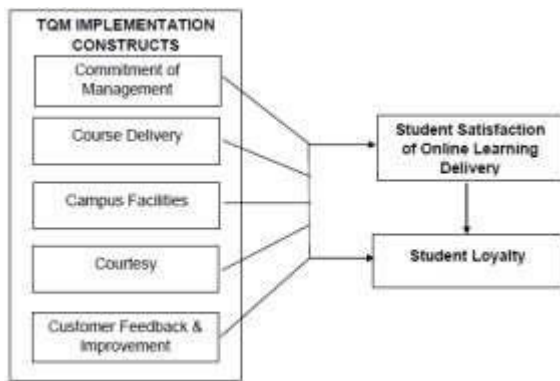 TQM IMPLEMENTATION
CONSTRUCTS
Commitment of
Management
Course Delivery
Campus Facilities
Courtesy
Customer Feedback &
Improvement
Student Satisfaction
of Online Learning
Delivery
Student Loyalty